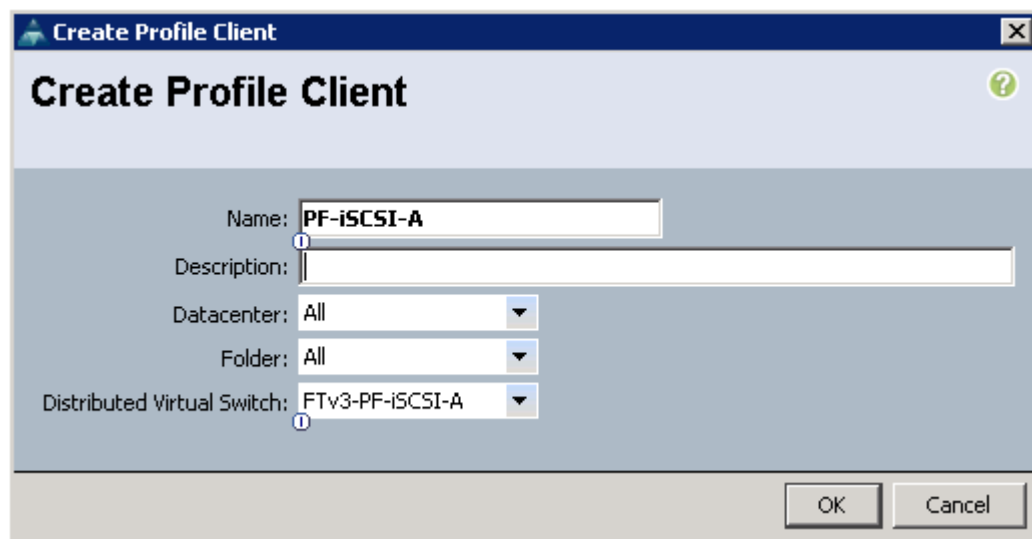 Create Profile Client
Create Profile Client
Name: PF-iSCSI-A
Description:
Datacenter: All
Folder: All
Distributed Virtual Switch: FTv3-PF-iSCSI-A
OK Cancel